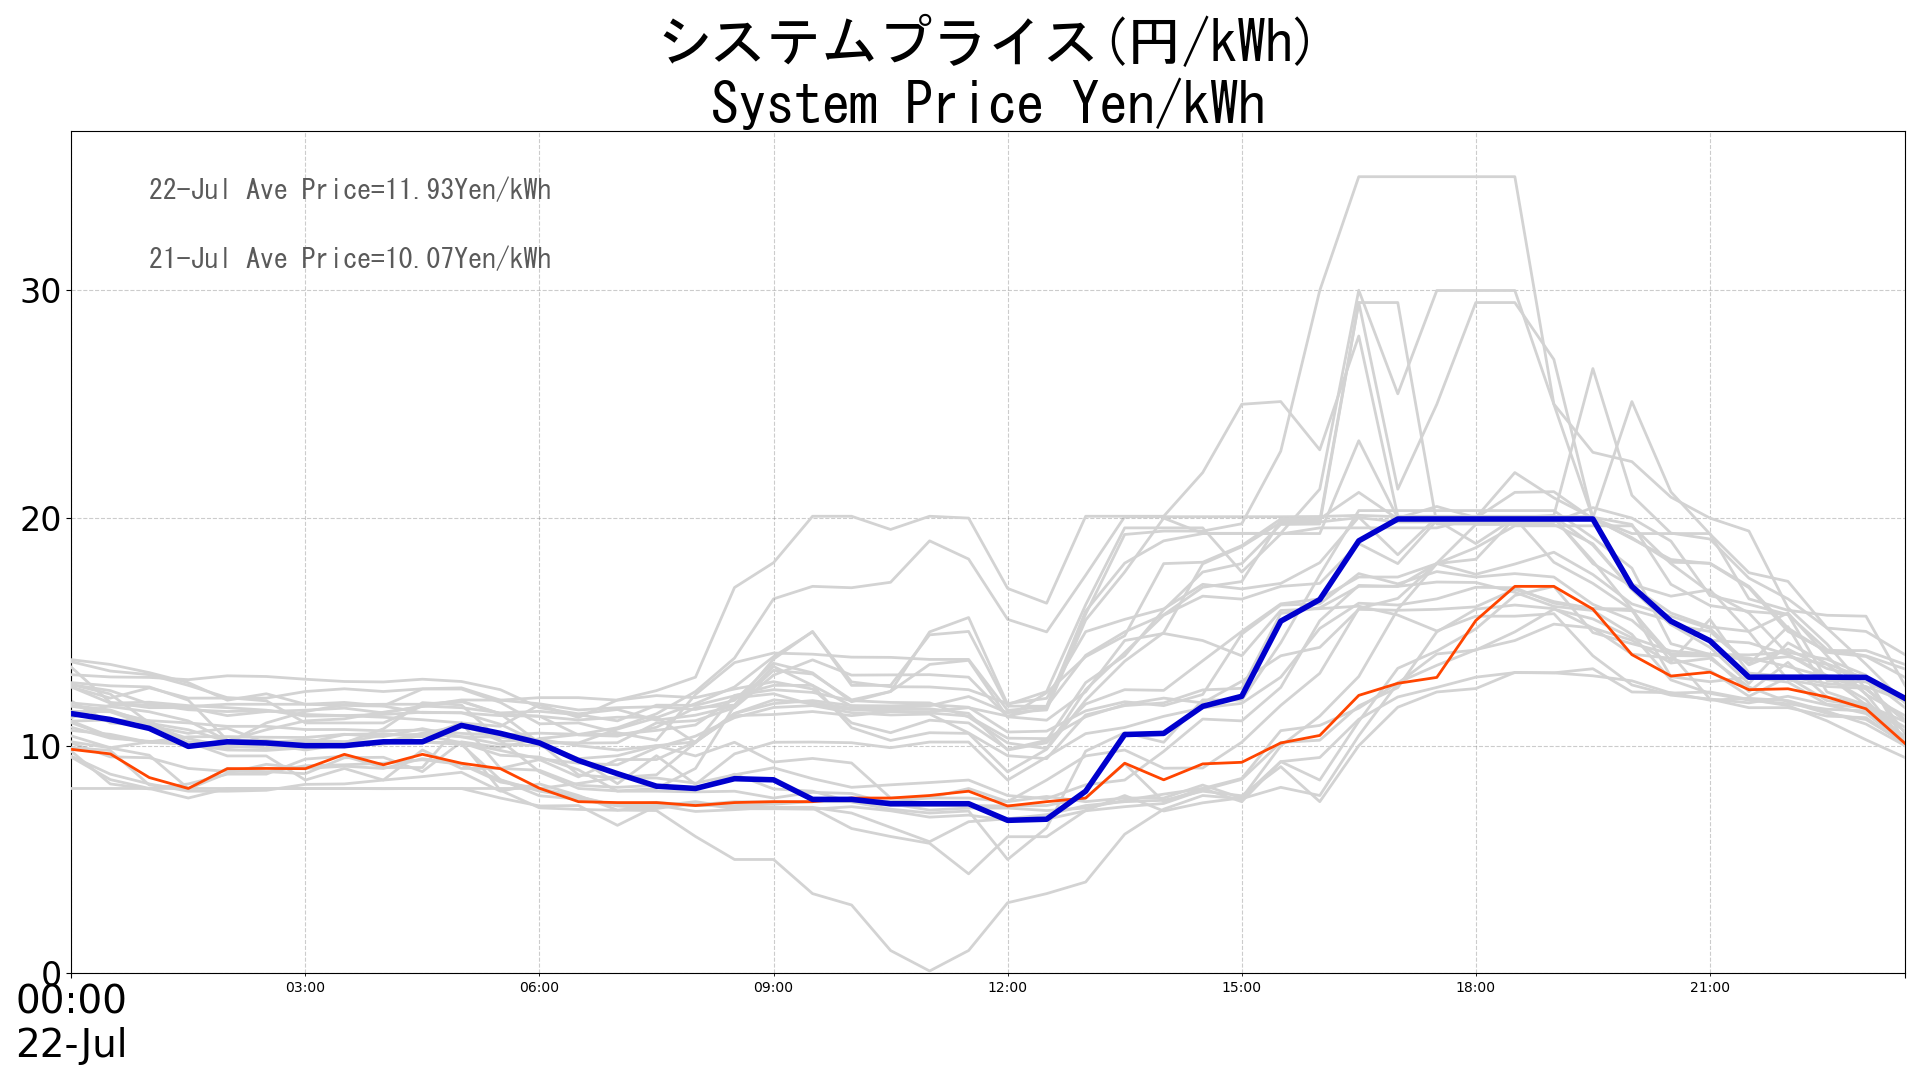 システムプライス(円/kWh)
System Price Yen/kWh
22-Jul Ave Price=11.93Yen/kWh
21-Jul Ave Price=10.07Yen/kWh
30
20
10
0
00:00 03:00 06:00 09:00 12:00 15:00 18:00 21:00
22-Jul